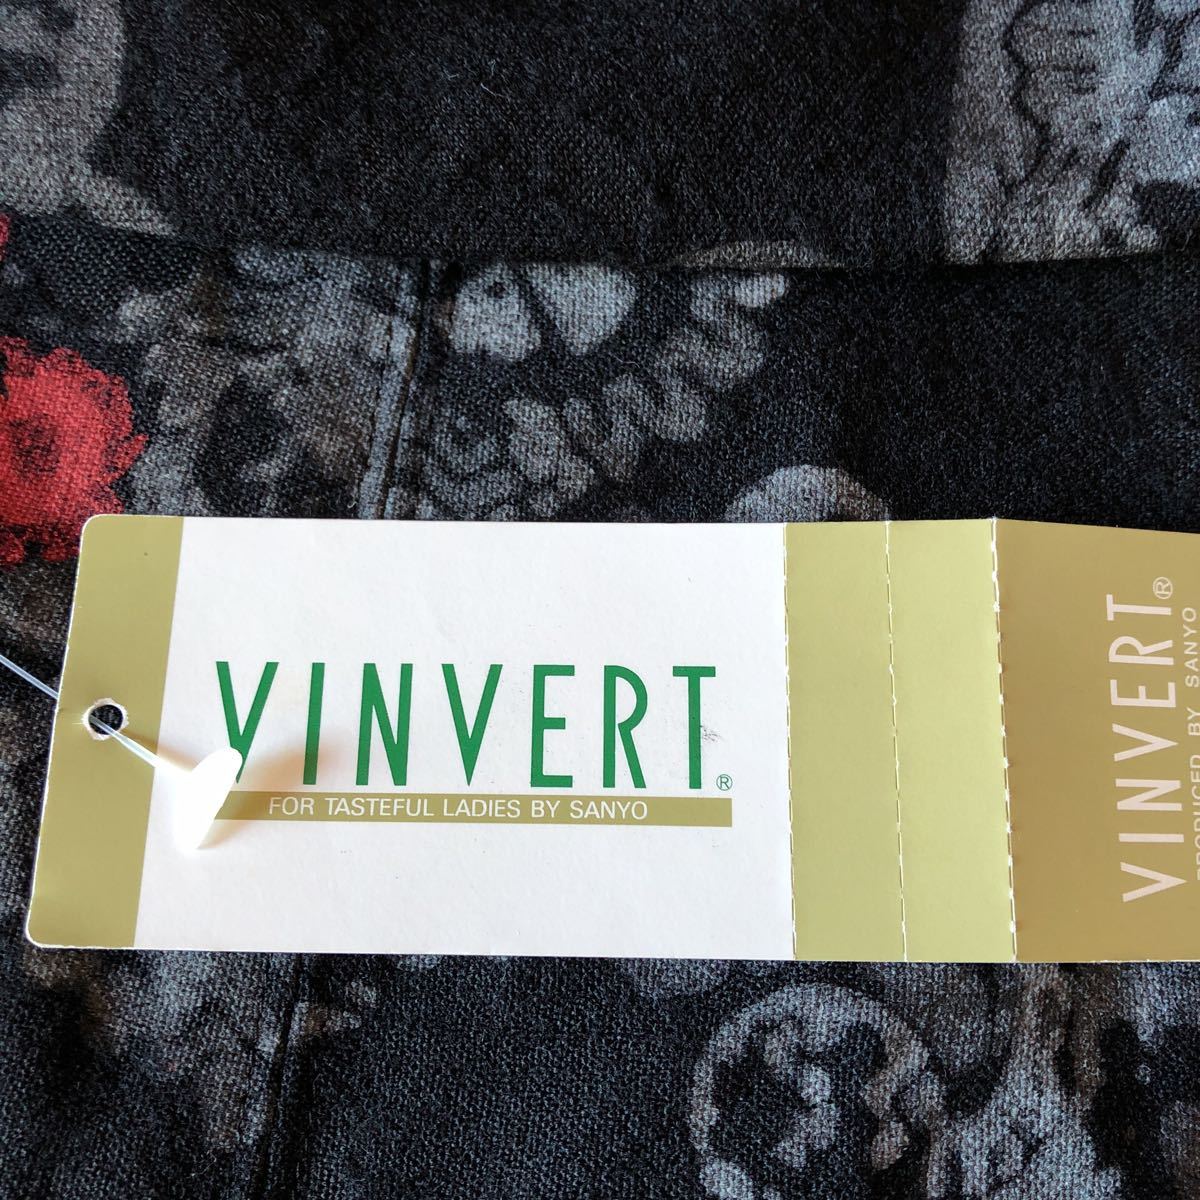 VINVERT®
FOR TASTEFUL LADIES BY SANYO
VINVERT®
PRODUCED BY SANYO